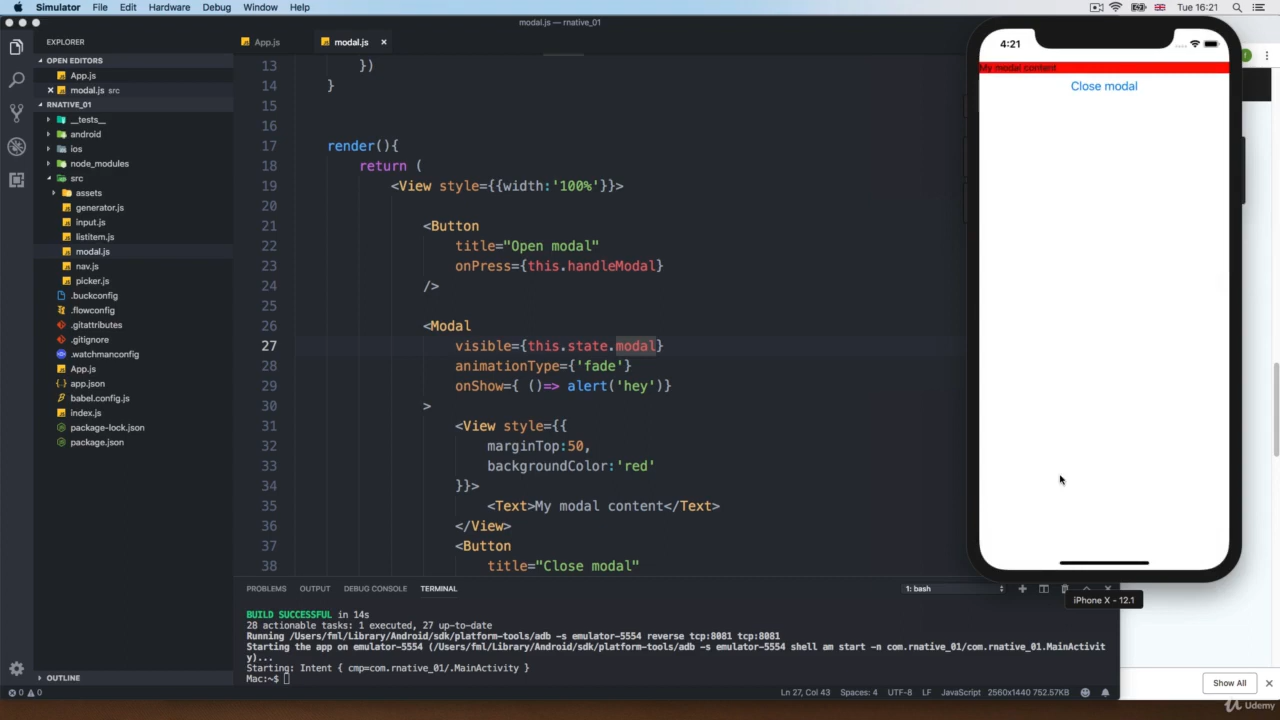 Simulator File Edit Hardware Debug Window Help
Tue 16:21
modal.js — rnative_01
EXPLORER
OPEN EDITORS
App.js
modal.js src
RNATIVE_01
__tests__
android
ios
node_modules
src
assets
generator.js
input.js
listitem.js
modal.js
nav.js
picker.js
.buckconfig
.flowconfig
.gitattributes
.gitignore
.watchmanconfig
App.js
app.json
babel.config.js
index.js
package-lock.json
package.json
OUTLINE
0 0
App.js
modal.js
13 })
14 }
15
16
17 render(){
18 return (
19 <View style={{width:'100%'}}>
20
21 <Button
22 title="Open modal"
23 onPress={this.handleModal}
24 />
25
26 <Modal
27 visible={this.state.modal}
28 animationType={'fade'}
29 onShow={ ()=> alert('hey')}
30 >
31 <View style={{
32 marginTop:50,
33 backgroundColor:'red'
34 }}>
35 <Text>My modal content</Text>
36 </View>
37 <Button
38 title="Close modal"
PROBLEMS OUTPUT DEBUG CONSOLE TERMINAL
1: bash
BUILD SUCCESSFUL in 14s
28 actionable tasks: 1 executed, 27 up-to-date
Running /Users/fml/Library/Android/sdk/platform-tools/adb -s emulator-5554 reverse tcp:8081 tcp:8081
Starting the app on emulator-5554 (/Users/fml/Library/Android/sdk/platform-tools/adb -s emulator-5554 shell am start -n com.rnative_01/com.rnative_01.MainActivit
y)...
Starting: Intent { cmp=com.rnative_01/.MainActivity }
Mac:~$
Ln 27, Col 43 Spaces: 4 UTF-8 LF JavaScript 2560x1440 752.57KB
4:21
My modal content
Close modal
iPhone X - 12.1
Show All
Udemy